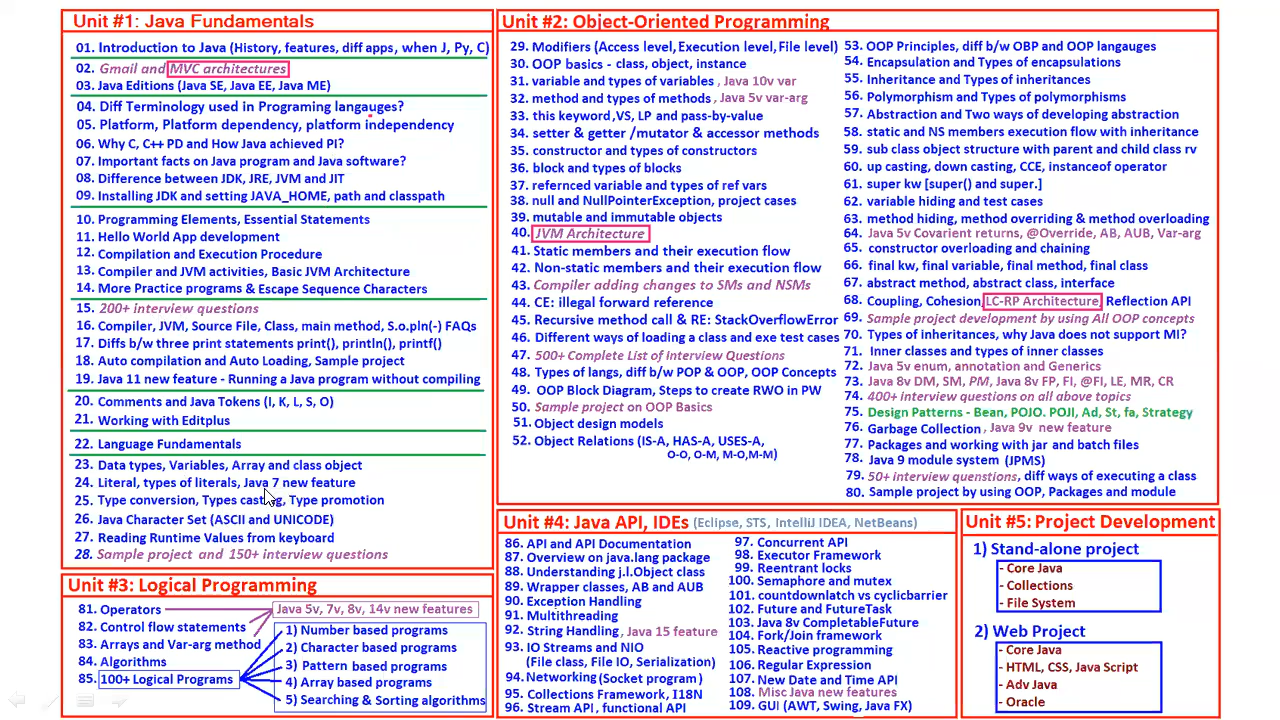 Unit #1: Java Fundamentals
01. Introduction to Java (History, features, diff apps, when J, Py, C)
02. Gmail and MVC architectures
03. Java Editions (Java SE, Java EE, Java ME)
04. Diff Terminology used in Programing langauges?
05. Platform, Platform dependency, platform independency
06. Why C, C++ PD and How Java achieved PI?
07. Important facts on Java program and Java software?
08. Difference between JDK, JRE, JVM and JIT
09. Installing JDK and setting JAVA_HOME, path and classpath
10. Programming Elements, Essential Statements
11. Hello World App development
12. Compilation and Execution Procedure
13. Compiler and JVM activities, Basic JVM Architecture
14. More Practice programs & Escape Sequence Characters
15. 200+ interview questions
16. Compiler, JVM, Source File, Class, main method, S.o.pln(-) FAQs
17. Diffs b/w three print statements print(), println(), printf()
18. Auto compilation and Auto Loading, Sample project
19. Java 11 new feature - Running a Java program without compiling
20. Comments and Java Tokens (I, K, L, S, O)
21. Working with Editplus
22. Language Fundamentals
23. Data types, Variables, Array and class object
24. Literal, types of literals, Java 7 new feature
25. Type conversion, Types casting, Type promotion
26. Java Character Set (ASCII and UNICODE)
27. Reading Runtime Values from keyboard
28. Sample project and 150+ interview questions
Unit #2: Object-Oriented Programming
29. Modifiers (Access level, Execution level, File level)
30. OOP basics - class, object, instance
31. variable and types of variables , Java 10v var
32. method and types of methods , Java 5v var-arg
33. this keyword,VS, LP and pass-by-value
34. setter & getter /mutator & accessor methods
35. constructor and types of constructors
36. block and types of blocks
37. refernced variable and types of ref vars
38. null and NullPointerException, project cases
39. mutable and immutable objects
40. JVM Architecture
41. Static members and their execution flow
42. Non-static members and their execution flow
43. Compiler adding changes to SMs and NSMs
44. CE: illegal forward reference
45. Recursive method call & RE: StackOverflowError
46. Different ways of loading a class and exe test cases
47. 500+ Complete List of Interview Questions
48. Types of langs, diff b/w POP & OOP, OOP Concepts
49. OOP Block Diagram, Steps to create RWO in PW
50. Sample project on OOP Basics
51. Object design models
52. Object Relations (IS-A, HAS-A, USES-A,
O-O, O-M, M-O,M-M)
53. OOP Principles, diff b/w OBP and OOP langauges
54. Encapsulation and Types of encapsulations
55. Inheritance and Types of inheritances
56. Polymorphism and Types of polymorphisms
57. Abstraction and Two ways of developing abstraction
58. static and NS members execution flow with inheritance
59. sub class object structure with parent and child class rv
60. up casting, down casting, CCE, instanceof operator
61. super kw [super() and super.]
62. variable hiding and test cases
63. method hiding, method overriding & method overloading
64. Java 5v Covarient returns, @Override, AB, AUB, Var-arg
65. constructor overloading and chaining
66. final kw, final variable, final method, final class
67. abstract method, abstract class, interface
68. Coupling, Cohesion, LC-RP Architecture, Reflection API
69. Sample project development by using All OOP concepts
70. Types of inheritances, why Java does not support MI?
71. Inner classes and types of inner classes
72. Java 5v enum, annotation and Generics
73. Java 8v DM, SM, PM, Java 8v FP, FI, @FI, LE, MR, CR
74. 400+ interview questions on all above topics
75. Design Patterns - Bean, POJO. POJI, Ad, St, fa, Strategy
76. Garbage Collection , Java 9v new feature
77. Packages and working with jar and batch files
78. Java 9 module system (JPMS)
79. 50+ interview quenstions, diff ways of executing a class
80. Sample project by using OOP, Packages and module
Unit #3: Logical Programming
81. Operators
82. Control flow statements
83. Arrays and Var-arg method
84. Algorithms
85. 100+ Logical Programs
Java 5v, 7v, 8v, 14v new features
1) Number based programs
2) Character based programs
3) Pattern based programs
4) Array based programs
5) Searching & Sorting algorithms
Unit #4: Java API, IDEs (Eclipse, STS, IntelliJ IDEA, NetBeans)
86. API and API Documentation
87. Overview on java.lang package
88. Understanding j.l.Object class
89. Wrapper classes, AB and AUB
90. Exception Handling
91. Multithreading
92. String Handling , Java 15 feature
93. IO Streams and NIO
(File class, File IO, Serialization)
94. Networking (Socket program)
95. Collections Framework, I18N
96. Stream API , functional API
97. Concurrent API
98. Executor Framework
99. Reentrant locks
100. Semaphore and mutex
101. countdownlatch vs cyclicbarrier
102. Future and FutureTask
103. Java 8v CompletableFuture
104. Fork/Join framework
105. Reactive programming
106. Regular Expression
107. New Date and Time API
108. Misc Java new features
109. GUI (AWT, Swing, Java FX)
Unit #5: Project Development
1) Stand-alone project
- Core Java
- Collections
- File System
2) Web Project
- Core Java
- HTML, CSS, Java Script
- Adv Java
- Oracle